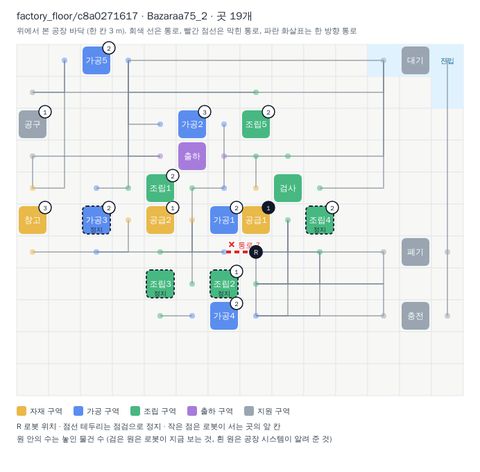 factory_floor/c8a0271617 · Bazaraa75_2 · 곳 19개
위에서 본 공장 바닥 (한 칸 3 m). 회색 선은 통로, 빨간 점선은 막힌 통로, 파란 화살표는 한 방향 통로
가공5 2
대기
공구 1
가공2 3
조립5 2
출하
조립1 2
검사
창고 3
가공3 2
정지
공급2 1
가공1 2
공급1 1
조립4 2
정지
R
폐기
조립3
정지
조립2 1
정지
가공4 2
충전
자재 구역
가공 구역
조립 구역
출하 구역
지원 구역
R 로봇 위치 · 점선 테두리는 점검으로 정지 · 작은 점은 로봇이 서는 곳의 앞 칸
원 안의 수는 놓인 물건 수 (검은 원은 로봇이 지금 보는 것, 흰 원은 공장 시스템이 알려 준 것)